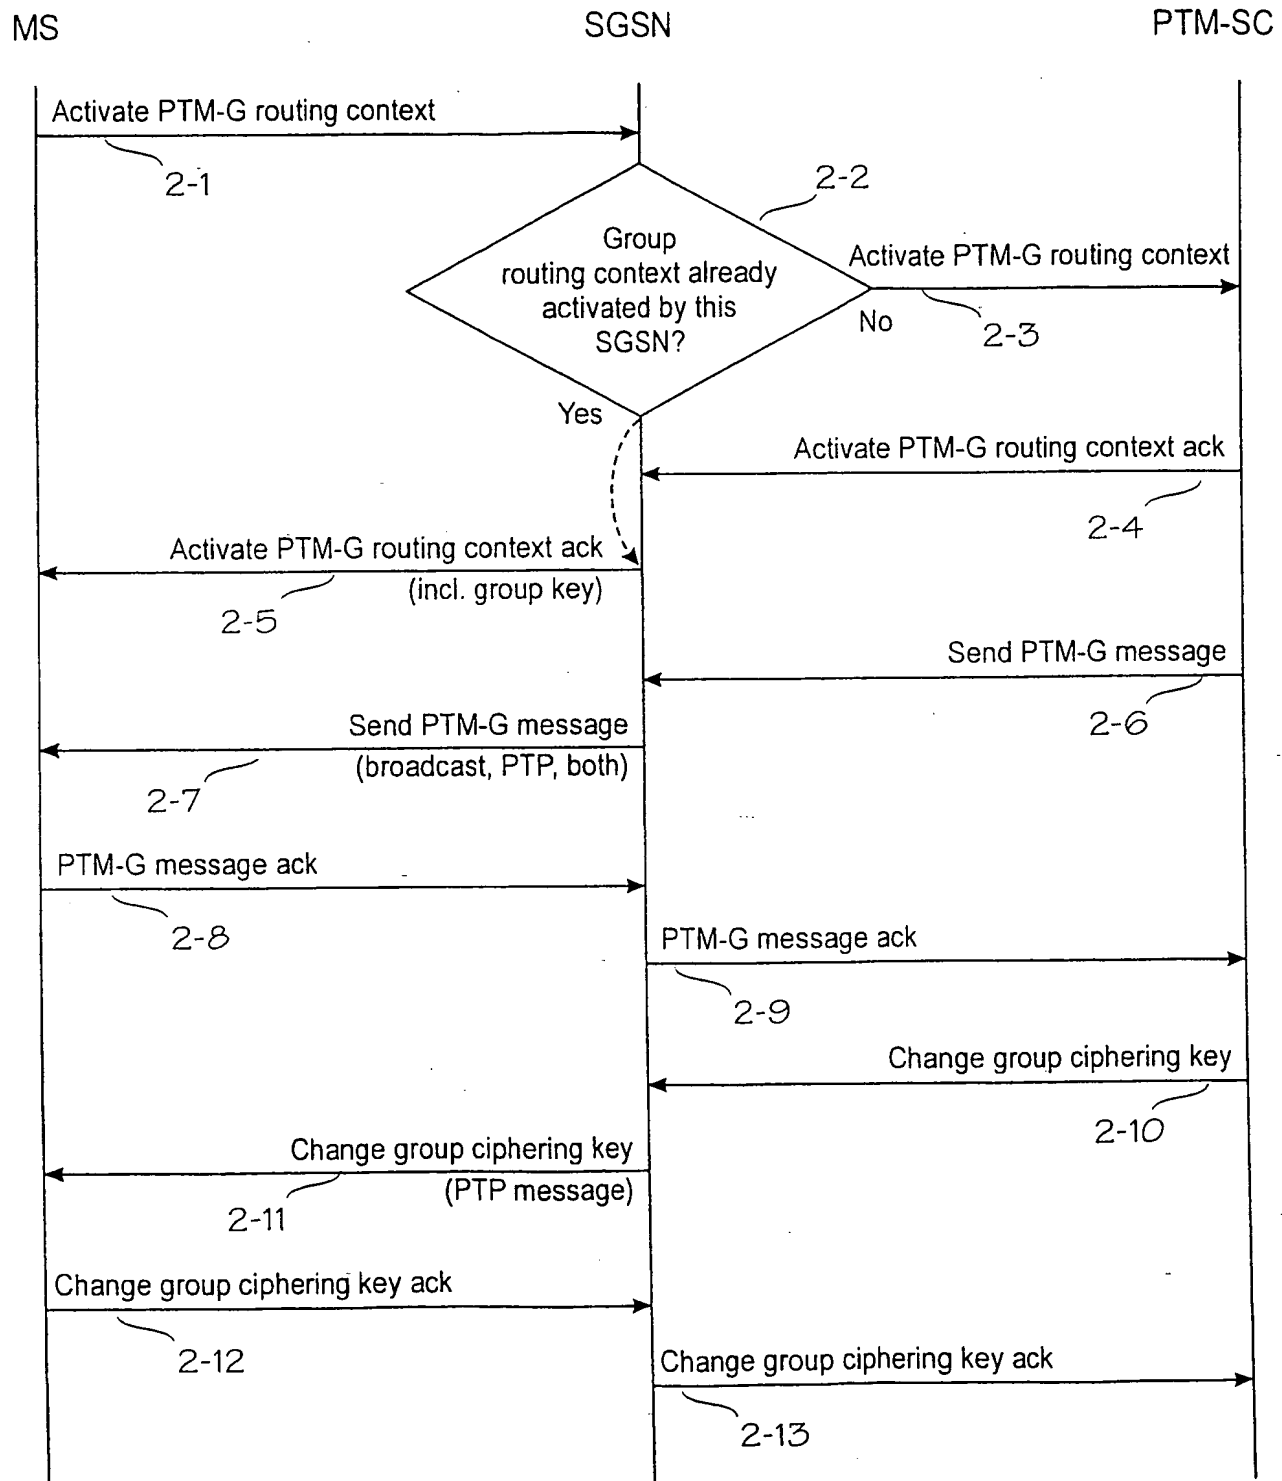 MS
SGSN
PTM-SC
Activate PTM-G routing context
2-1
2-2
Group
routing context already
activated by this
SGSN?
Activate PTM-G routing context
No
2-3
Yes
Activate PTM-G routing context ack
2-4
Activate PTM-G routing context ack
(incl. group key)
2-5
Send PTM-G message
2-6
Send PTM-G message
(broadcast, PTP, both)
2-7
PTM-G message ack
2-8
PTM-G message ack
2-9
Change group ciphering key
2-10
Change group ciphering key
(PTP message)
2-11
Change group ciphering key ack
2-12
Change group ciphering key ack
2-13